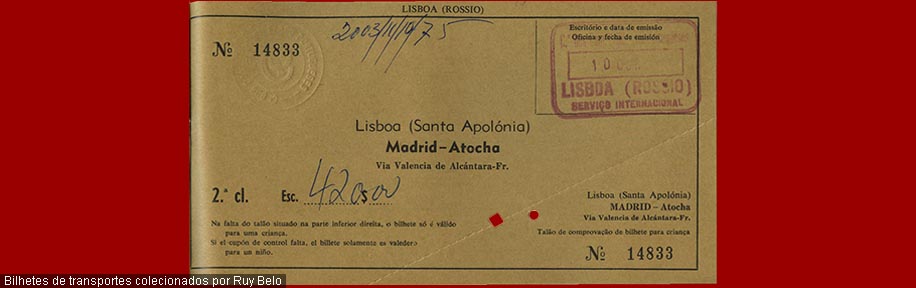 LISBOA (ROSSIO)
Nº 14833
2003/11/10/75
Escritório e data de emissão
Oficina y fecha de emisión
10
LISBOA (ROSSIO)
SERVIÇO INTERNACIONAL
Lisboa (Santa Apolónia)
Madrid-Atocha
Via Valencia de Alcántara-Fr.
2.ª cl. Esc. 420$00
Na falta do talão situado na parte inferior direita, o bilhete só é válido
para uma criança.
Si el cupón de control falta, el billete solamente es valedero
para un niño.
Lisboa (Santa Apolónia)
MADRID - Atocha
Via Valencia de Alcántara-Fr.
Talão de comprovação de bilhete para criança
Nº 14833
Bilhetes de transportes colecionados por Ruy Belo